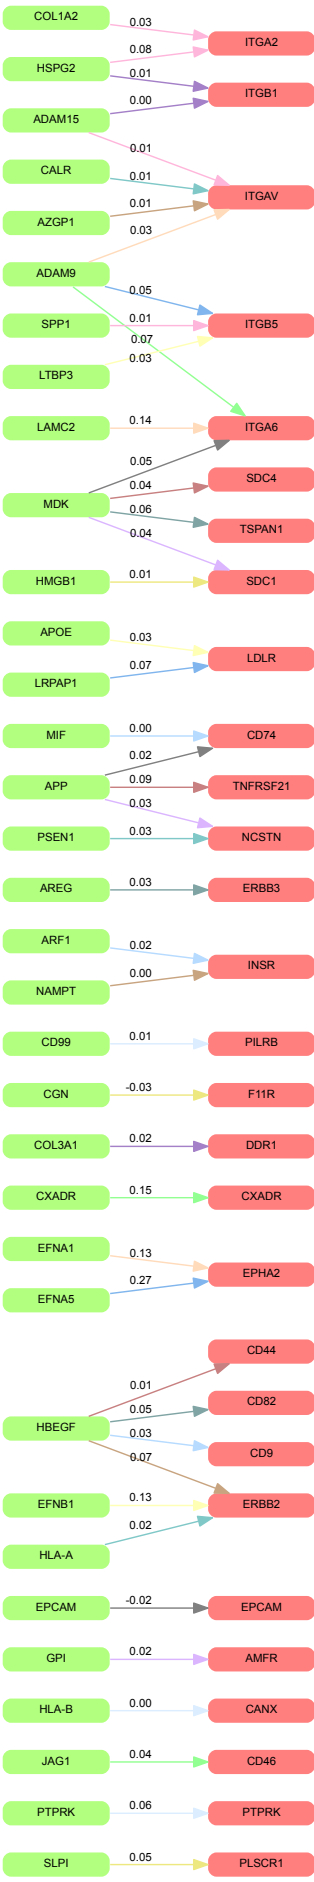 COL1A2
0.03
ITGA2
HSPG2
0.08
0.01
ITGB1
ADAM15
0.00
0.01
CALR
0.01
ITGAV
AZGP1
0.01
0.03
ADAM9
0.05
SPP1
0.01
ITGB5
0.07
LTBP3
0.03
LAMC2
0.14
ITGA6
0.05
SDC4
MDK
0.04
0.06
TSPAN1
0.04
HMGB1
0.01
SDC1
APOE
0.03
LDLR
LRPAP1
0.07
MIF
0.00
CD74
0.02
APP
0.09
TNFRSF21
0.03
PSEN1
0.03
NCSTN
AREG
0.03
ERBB3
ARF1
0.02
INSR
NAMPT
0.00
CD99
0.01
PILRB
CGN
-0.03
F11R
COL3A1
0.02
DDR1
CXADR
0.15
CXADR
EFNA1
0.13
EPHA2
EFNA5
0.27
CD44
0.01
CD82
HBEGF
0.05
0.03
CD9
0.07
EFNB1
0.13
ERBB2
0.02
HLA-A
EPCAM
-0.02
EPCAM
GPI
0.02
AMFR
HLA-B
0.00
CANX
JAG1
0.04
CD46
PTPRK
0.06
PTPRK
SLPI
0.05
PLSCR1